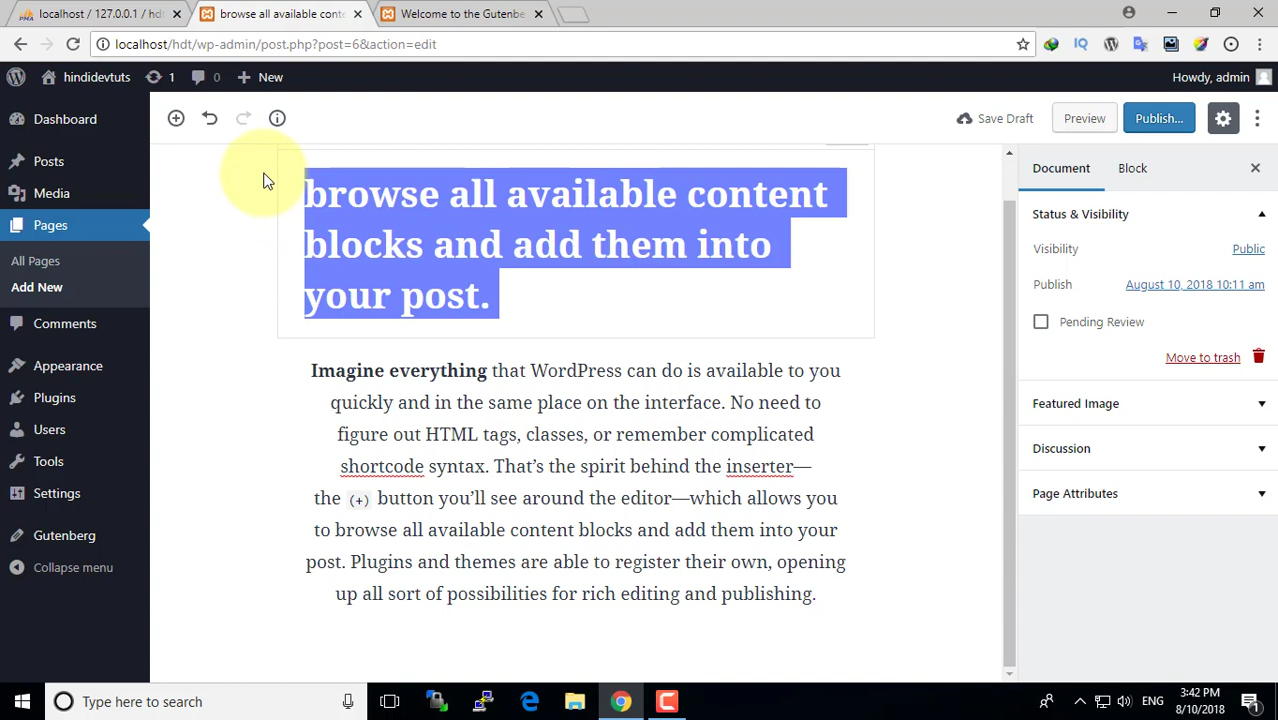 localhost / 127.0.0.1 / hdt
browse all available conte
Welcome to the Gutenbe
localhost/hdt/wp-admin/post.php?post=6&action=edit
hindidevtuts
1
0
New
Howdy, admin
Dashboard
Posts
Media
Pages
All Pages
Add New
Comments
Appearance
Plugins
Users
Tools
Settings
Gutenberg
Collapse menu
Save Draft
Preview
Publish...
browse all available content
blocks and add them into
your post.
Imagine everything that WordPress can do is available to you
quickly and in the same place on the interface. No need to
figure out HTML tags, classes, or remember complicated
shortcode syntax. That’s the spirit behind the inserter—
the (+) button you’ll see around the editor—which allows you
to browse all available content blocks and add them into your
post. Plugins and themes are able to register their own, opening
up all sort of possibilities for rich editing and publishing.
Document
Block
Status & Visibility
Visibility
Public
Publish
August 10, 2018 10:11 am
Pending Review
Move to trash
Featured Image
Discussion
Page Attributes
Type here to search
ENG
3:42 PM
8/10/2018
1